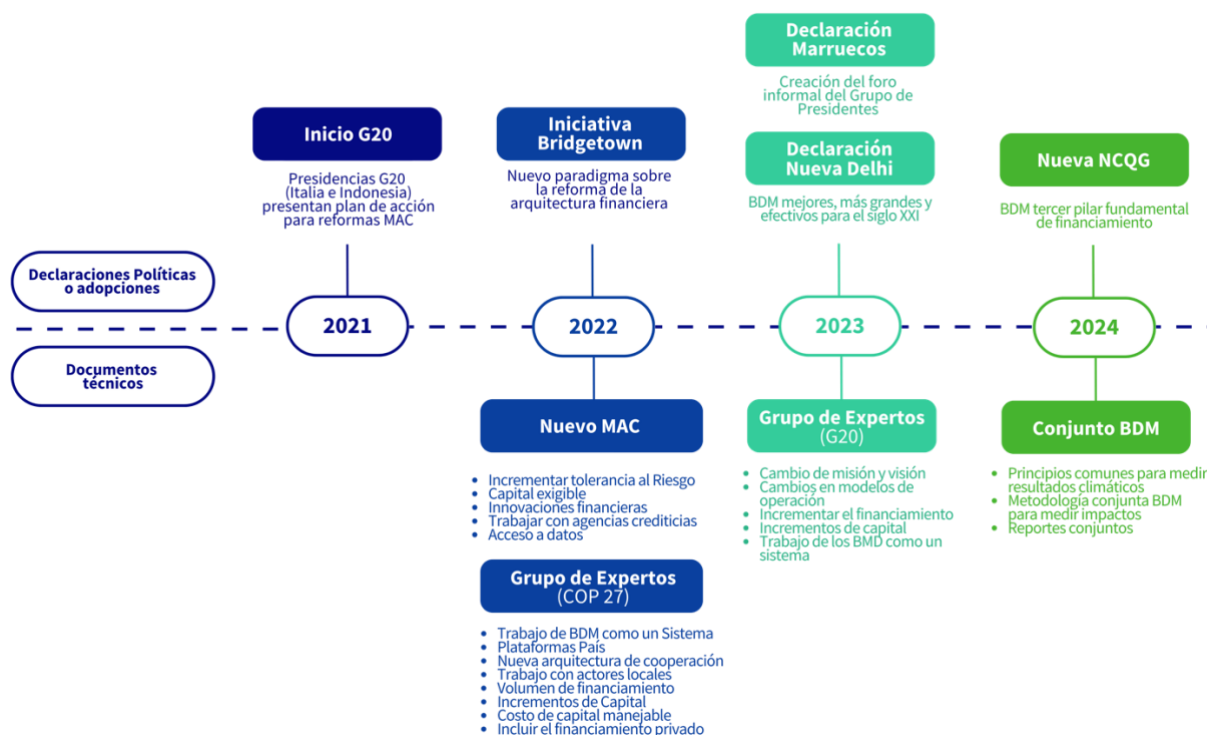 Declaraciones Políticas
o adopciones
Documentos
técnicos
Inicio G20
Presidencias G20
(Italia e Indonesia)
presentan plan de acción
para reformas MAC
2021
Iniciativa
Bridgetown
Nuevo paradigma sobre
la reforma de la
arquitectura financiera
2022
Nuevo MAC
• Incrementar tolerancia al Riesgo
• Capital exigible
• Innovaciones financieras
• Trabajar con agencias crediticias
• Acceso a datos
Grupo de Expertos
(COP 27)
• Trabajo de BDM como un Sistema
• Plataformas País
• Nueva arquitectura de cooperación
• Trabajo con actores locales
• Volumen de financiamiento
• Incrementos de Capital
• Costo de capital manejable
• Incluir el financiamiento privado
Declaración
Marruecos
Creación del foro
informal del Grupo de
Presidentes
Declaración
Nueva Delhi
BDM mejores, más grandes y
efectivos para el siglo XXI
2023
Grupo de Expertos
(G20)
• Cambio de misión y visión
• Cambios en modelos de
operación
• Incrementar el financiamiento
• Incrementos de capital
• Trabajo de los BMD como un
sistema
Nueva NCQG
BDM tercer pilar fundamental
de financiamiento
2024
Conjunto BDM
• Principios comunes para medir
resultados climáticos
• Metodología conjunta BDM
para medir impactos
• Reportes conjuntos